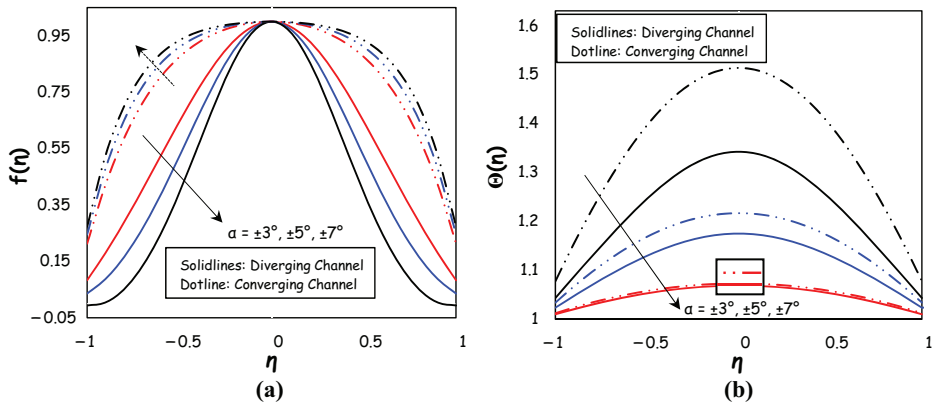 0.95
0.75
0.55
0.35
0.15
−0.05
f(η)
α = ±3°, ±5°, ±7°
Solidlines: Diverging Channel
Dotline: Converging Channel
−1
−0.5
0
0.5
1
η
(a)
Solidlines: Diverging Channel
Dotline: Converging Channel
1.6
1.5
1.4
1.3
1.2
1.1
1
Θ(η)
α = ±3°, ±5°, ±7°
−1
−0.5
0
0.5
1
η
(b)